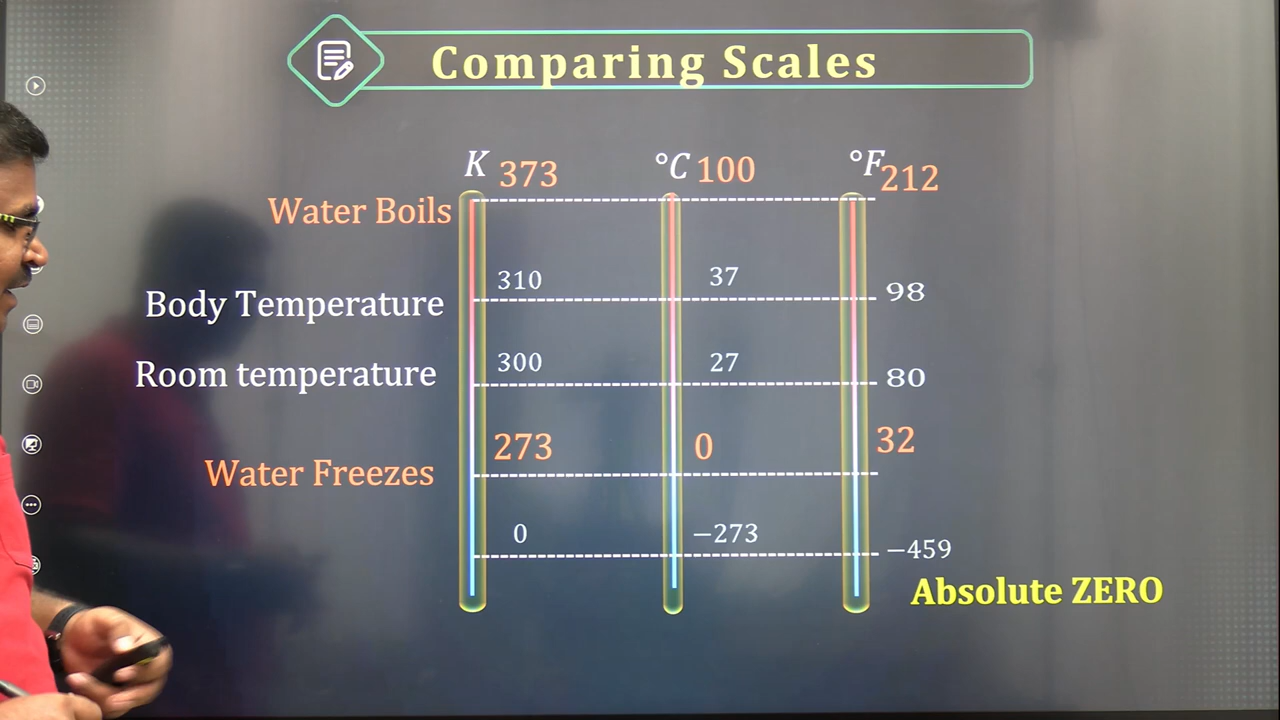 Comparing Scales
K 373 °C 100 °F 212
Water Boils
310 37 98
Body Temperature
300 27 80
Room temperature
273 0 32
Water Freezes
0 −273 −459
Absolute ZERO